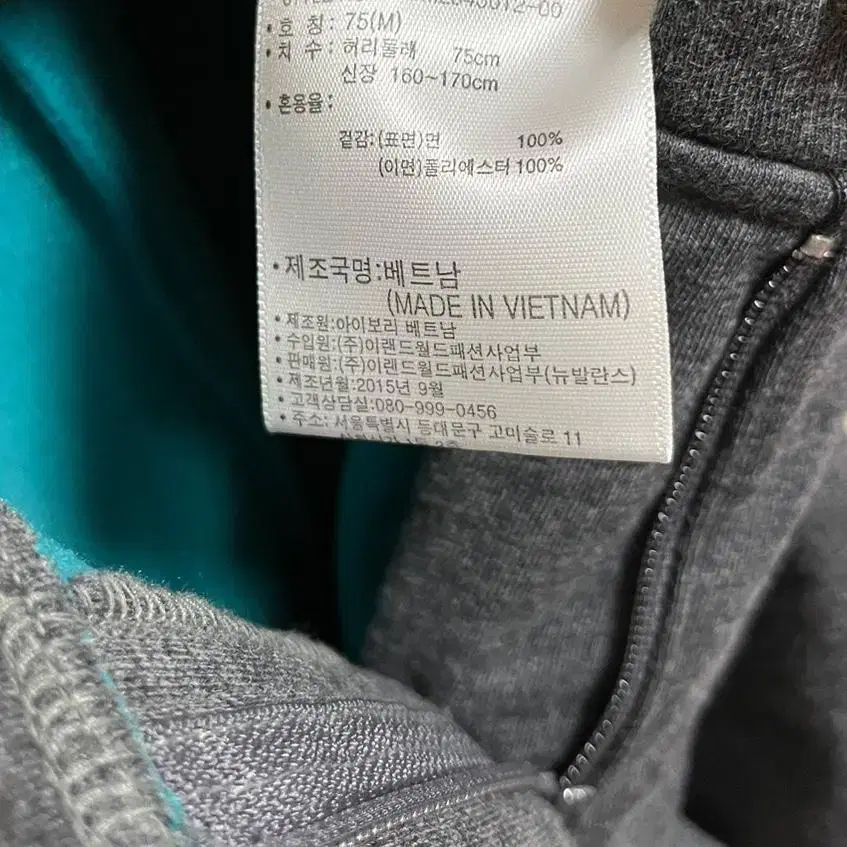 • 호 칭 : 75(M)
• 치 수 : 허리둘레 75cm
신장 160~170cm
• 혼용율 :
겉감:(표면)면 100%
(이면)폴리에스터 100%
• 제조국명:베트남
(MADE IN VIETNAM)
• 제조원:아이보리 베트남
• 수입원:(주)이랜드월드패션사업부
• 판매원:(주)이랜드월드패션사업부(뉴발란스)
• 제조년월:2015년 9월
• 고객상담실:080-999-0456
• 주소: 서울특별시 동대문구 고미술로 11